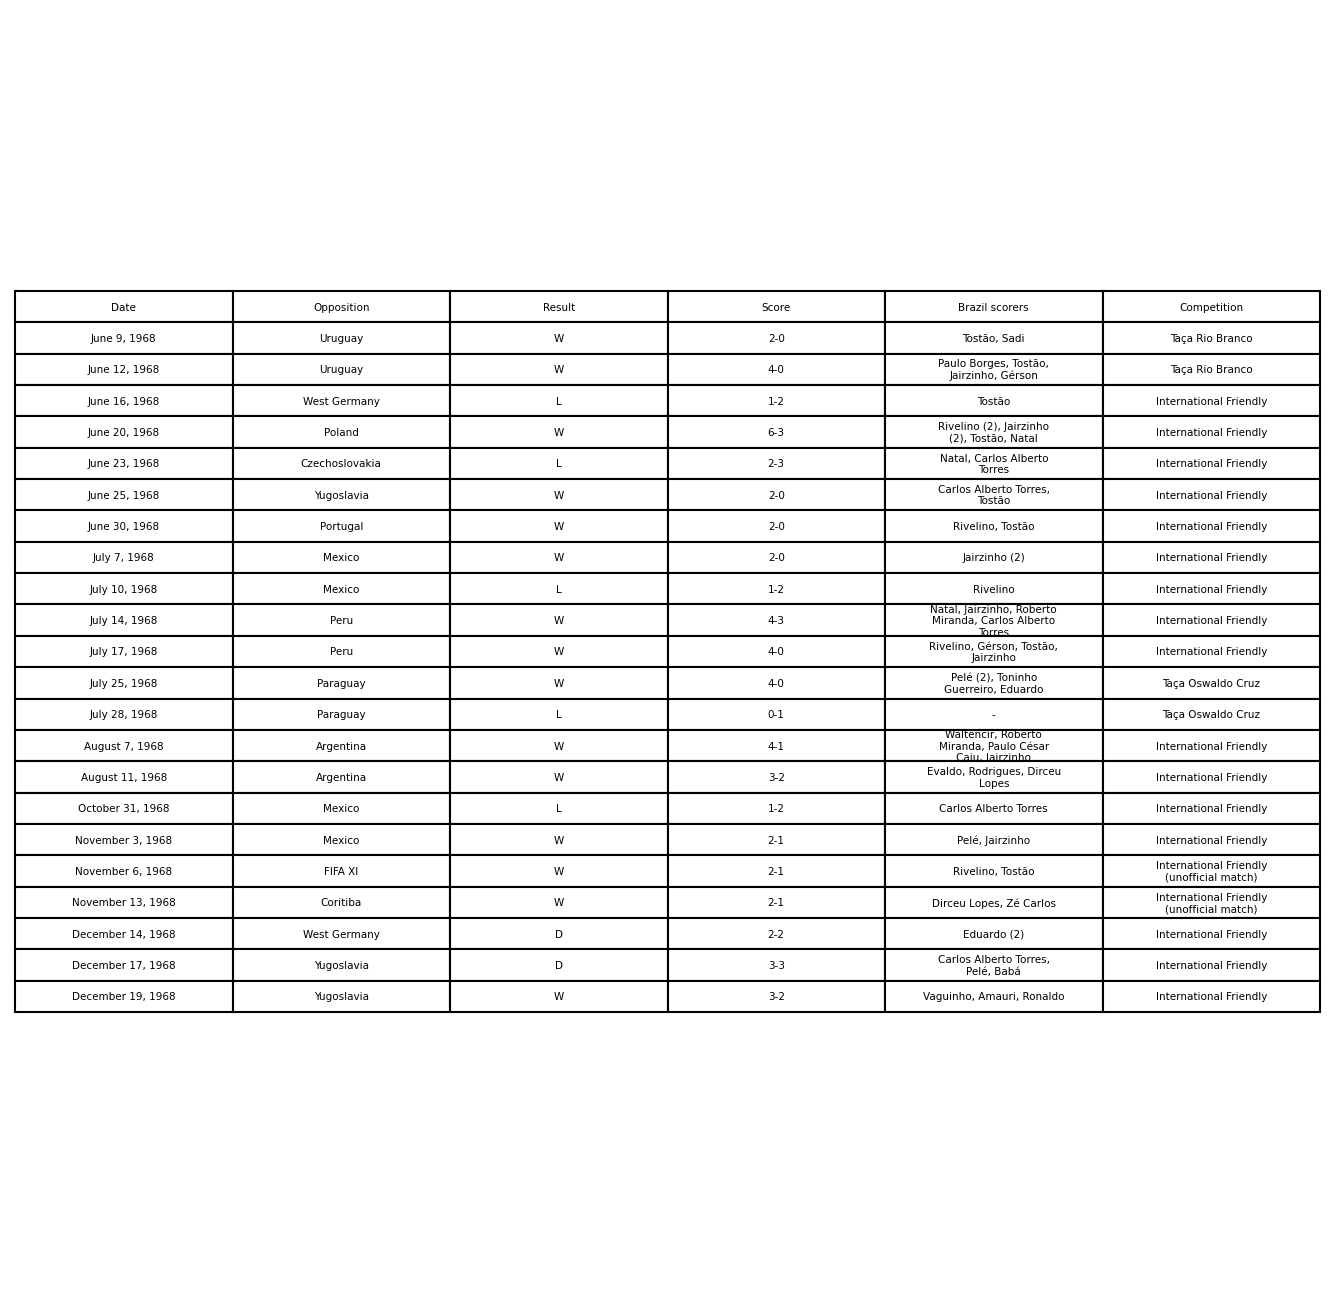 Date Opposition Result Score Brazil scorers Competition
June 9, 1968 Uruguay W 2-0 Tostão, Sadi Taça Rio Branco
June 12, 1968 Uruguay W 4-0 Paulo Borges, Tostão,
Jairzinho, Gérson Taça Rio Branco
June 16, 1968 West Germany L 1-2 Tostão International Friendly
June 20, 1968 Poland W 6-3 Rivelino (2), Jairzinho
(2), Tostão, Natal International Friendly
June 23, 1968 Czechoslovakia L 2-3 Natal, Carlos Alberto
Torres International Friendly
June 25, 1968 Yugoslavia W 2-0 Carlos Alberto Torres,
Tostão International Friendly
June 30, 1968 Portugal W 2-0 Rivelino, Tostão International Friendly
July 7, 1968 Mexico W 2-0 Jairzinho (2) International Friendly
July 10, 1968 Mexico L 1-2 Rivelino International Friendly
July 14, 1968 Peru W 4-3 Natal, Jairzinho, Roberto
Miranda, Carlos Alberto
Torres International Friendly
July 17, 1968 Peru W 4-0 Rivelino, Gérson, Tostão,
Jairzinho International Friendly
July 25, 1968 Paraguay W 4-0 Pelé (2), Toninho
Guerreiro, Eduardo Taça Oswaldo Cruz
July 28, 1968 Paraguay L 0-1 - Taça Oswaldo Cruz
August 7, 1968 Argentina W 4-1 Waltencir, Roberto
Miranda, Paulo César
Caju, Jairzinho International Friendly
August 11, 1968 Argentina W 3-2 Evaldo, Rodrigues, Dirceu
Lopes International Friendly
October 31, 1968 Mexico L 1-2 Carlos Alberto Torres International Friendly
November 3, 1968 Mexico W 2-1 Pelé, Jairzinho International Friendly
November 6, 1968 FIFA XI W 2-1 Rivelino, Tostão International Friendly
(unofficial match)
November 13, 1968 Coritiba W 2-1 Dirceu Lopes, Zé Carlos International Friendly
(unofficial match)
December 14, 1968 West Germany D 2-2 Eduardo (2) International Friendly
December 17, 1968 Yugoslavia D 3-3 Carlos Alberto Torres,
Pelé, Babá International Friendly
December 19, 1968 Yugoslavia W 3-2 Vaguinho, Amauri, Ronaldo International Friendly